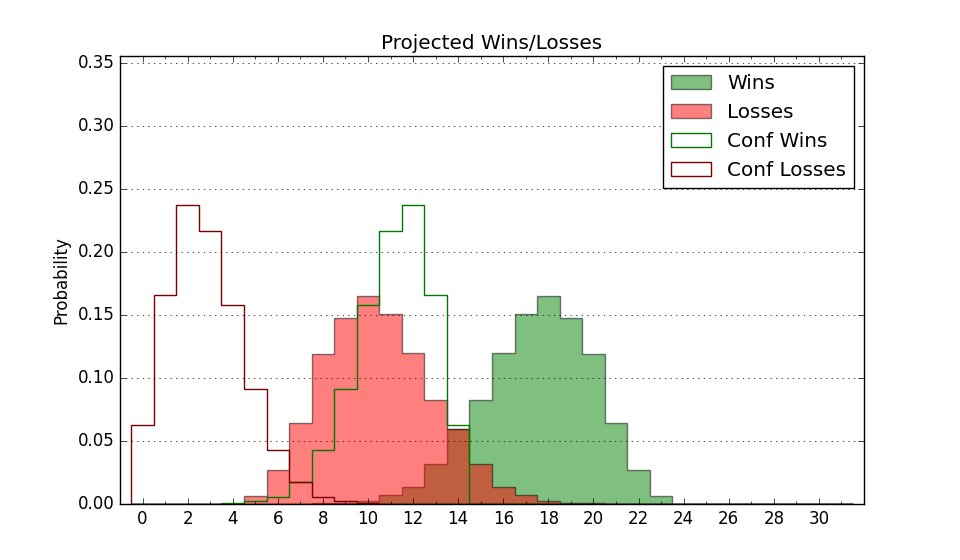 Projected Wins/Losses
0.35
0.30
0.25
0.20
0.15
0.10
0.05
0.00
Probability
Wins
Losses
Conf Wins
Conf Losses
0 2 4 6 8 10 12 14 16 18 20 22 24 26 28 30